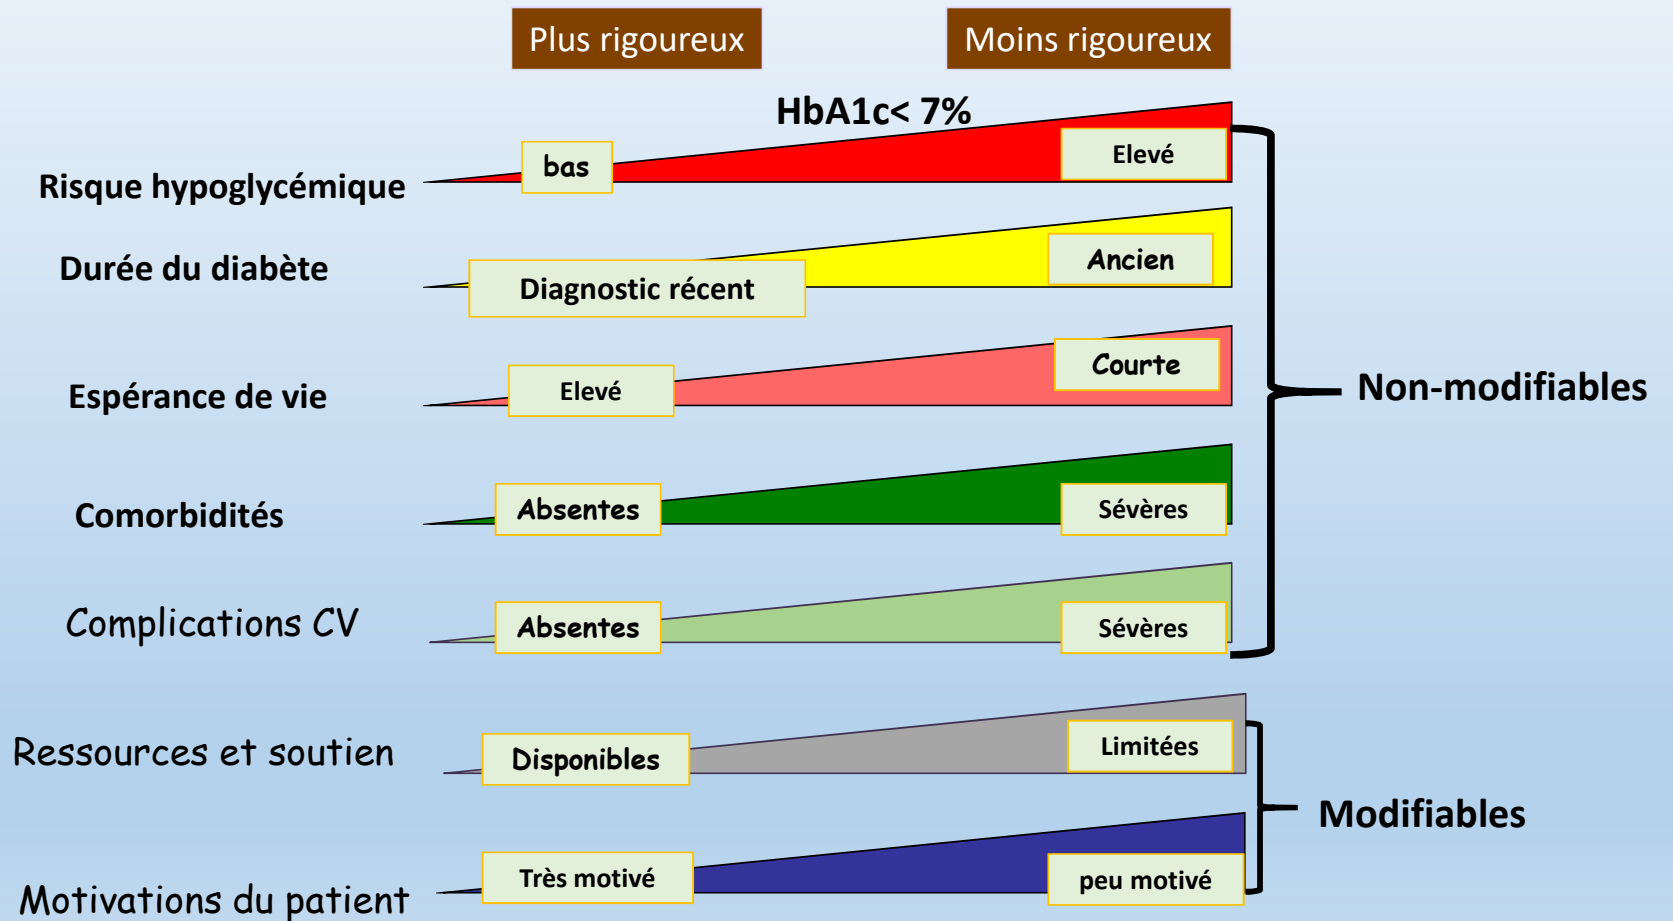 Plus rigoureux
Moins rigoureux
HbA1c< 7%
Risque hypoglycémique
bas
Elevé
Durée du diabète
Diagnostic récent
Ancien
Espérance de vie
Elevé
Courte
Non-modifiables
Comorbidités
Absentes
Sévères
Complications CV
Absentes
Sévères
Ressources et soutien
Disponibles
Limitées
Modifiables
Motivations du patient
Très motivé
peu motivé